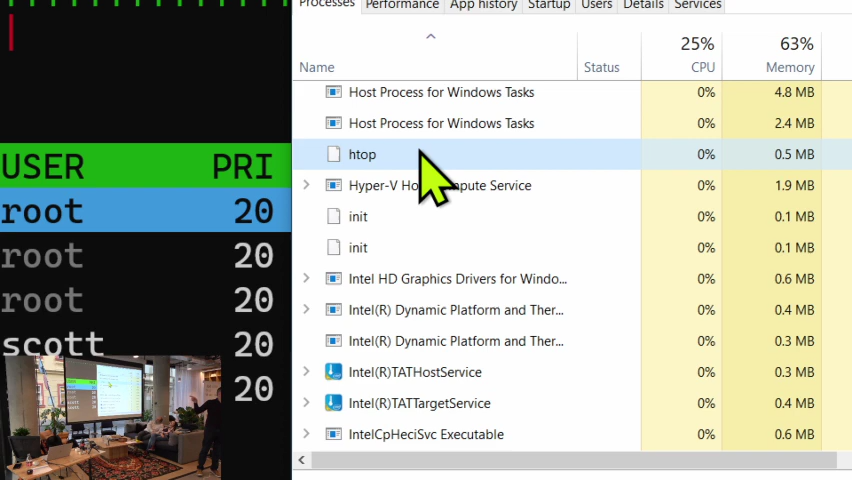 Processes Performance App history Startup Users Details Services
25% 63%
Name Status CPU Memory
Host Process for Windows Tasks 0% 4.8 MB
Host Process for Windows Tasks 0% 2.4 MB
htop 0% 0.5 MB
Hyper-V Ho pute Service 0% 1.9 MB
init 0% 0.1 MB
init 0% 0.1 MB
Intel HD Graphics Drivers for Windo... 0% 0.6 MB
Intel(R) Dynamic Platform and Ther... 0% 0.4 MB
Intel(R) Dynamic Platform and Ther... 0% 0.3 MB
Intel(R)TATHostService 0% 0.3 MB
Intel(R)TATTargetService 0% 0.4 MB
IntelCpHeciSvc Executable 0% 0.6 MB
USER PRI
root 20
root 20
root 20
scott 20
20